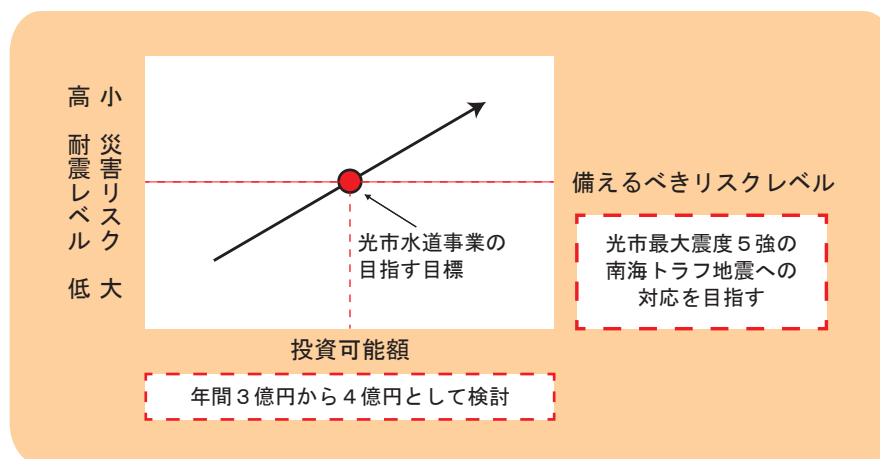 高 耐震レベル 低
小 災害リスク 大
備えるべきリスクレベル
光市水道事業の
目指す目標
光市最大震度５強の
南海トラフ地震への
対応を目指す
投資可能額
年間３億円から４億円として検討